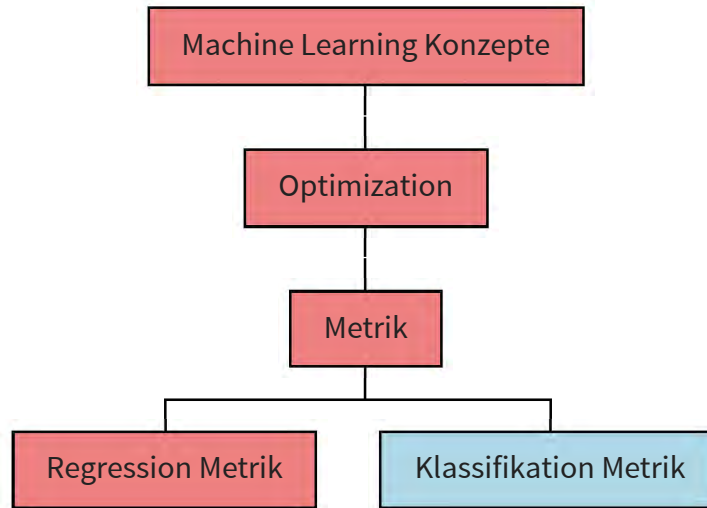 Machine Learning Konzepte
Optimization
Metrik
Regression Metrik
Klassifikation Metrik